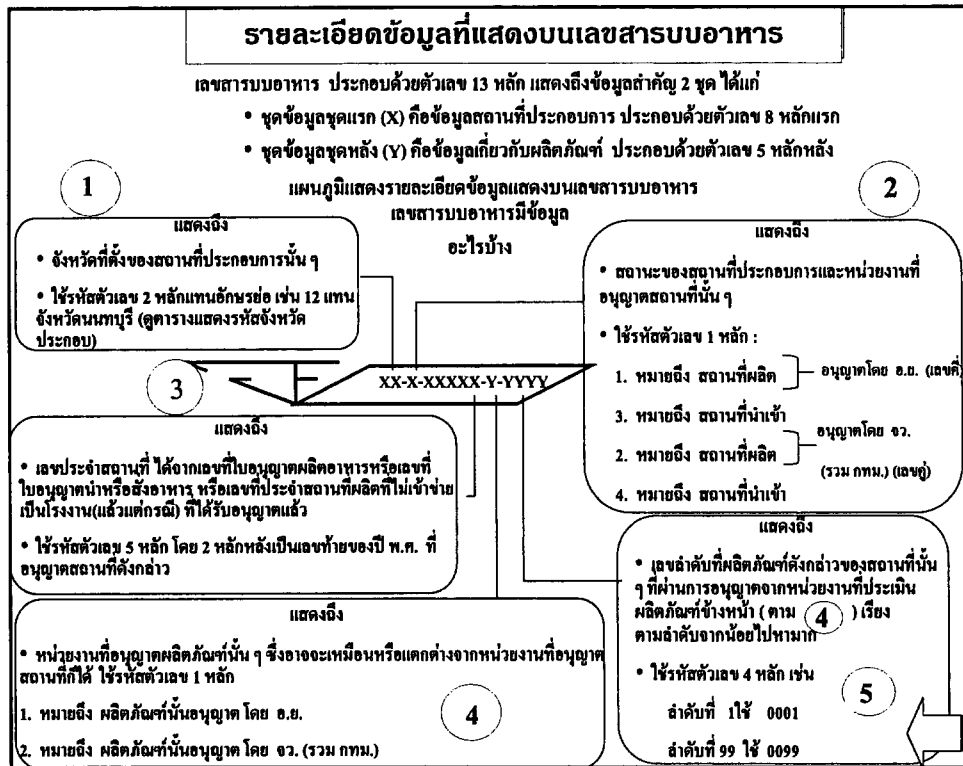 รายละเอียดข้อมูลที่แสดงบนเลขสารบบอาหาร
เลขสารบบอาหาร ประกอบด้วยตัวเลข 13 หลัก แสดงถึงข้อมูลสำคัญ 2 ชุด ได้แก่
• ชุดข้อมูลชุดแรก (X) คือข้อมูลสถานที่ประกอบการ ประกอบด้วยตัวเลข 8 หลักแรก
• ชุดข้อมูลชุดหลัง (Y) คือข้อมูลเกี่ยวกับผลิตภัณฑ์ ประกอบด้วยตัวเลข 5 หลักหลัง
แผนภูมิแสดงรายละเอียดข้อมูลแสดงบนเลขสารบบอาหาร
เลขสารบบอาหารมีข้อมูล
อะไรบ้าง
1
แสดงถึง
• จังหวัดที่ตั้งของสถานที่ประกอบการนั้น ๆ
• ใช้รหัสตัวเลข 2 หลักแทนอักษรย่อ เช่น 12 แทน
จังหวัดนนทบุรี (ดูตารางแสดงรหัสจังหวัด
ประกอบ)
2
แสดงถึง
• สถานะของสถานที่ประกอบการและหน่วยงานที่
อนุญาตสถานที่นั้น ๆ
• ใช้รหัสตัวเลข 1 หลัก :
1. หมายถึง สถานที่ผลิต
อนุญาตโดย อ.ย. (เลขคี่)
3. หมายถึง สถานที่นำเข้า
2. หมายถึง สถานที่ผลิต
อนุญาตโดย จว.
(รวม กทม.) (เลขคู่)
4. หมายถึง สถานที่นำเข้า
XX-X-XXXXX-Y-YYYY
3
แสดงถึง
• เลขประจำสถานที่ ได้จากเลขที่ใบอนุญาตผลิตอาหารหรือเลขที่
ใบอนุญาตนำหรือสั่งอาหาร หรือเลขที่ประจำสถานที่ผลิตที่ไม่เข้าข่าย
เป็นโรงงาน(แล้วแต่กรณี) ที่ได้รับอนุญาตแล้ว
• ใช้รหัสตัวเลข 5 หลัก โดย 2 หลักหลังเป็นเลขท้ายของปี พ.ศ. ที่
อนุญาตสถานที่ดังกล่าว
แสดงถึง
• หน่วยงานที่อนุญาตผลิตภัณฑ์นั้น ๆ ซึ่งอาจจะเหมือนหรือแตกต่างจากหน่วยงานที่อนุญาต
สถานที่ก็ได้ ใช้รหัสตัวเลข 1 หลัก
1. หมายถึง ผลิตภัณฑ์นั้นอนุญาต โดย อ.ย.
2. หมายถึง ผลิตภัณฑ์นั้นอนุญาต โดย จว. (รวม กทม.)
4
แสดงถึง
• เลขลำดับที่ผลิตภัณฑ์ดังกล่าวของสถานที่นั้น
ๆ ที่ผ่านการอนุญาตจากหน่วยงานที่ประเมิน
ผลิตภัณฑ์ข้างหน้า ( ตาม 4 ) เรียง
ตามลำดับจากน้อยไปหามาก
• ใช้รหัสตัวเลข 4 หลัก เช่น
ลำดับที่ 1ใช้ 0001
ลำดับที่ 99 ใช้ 0099
5